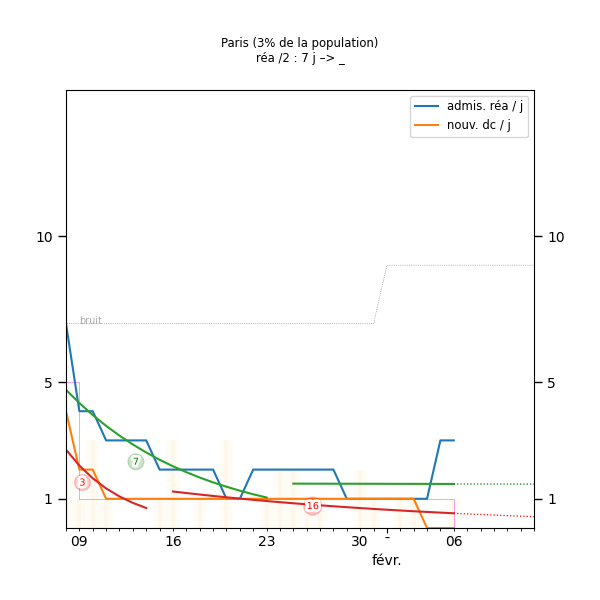 Paris (3% de la population)
réa /2 : 7 j –> _
admis. réa / j
nouv. dc / j
10
10
bruit
5
5
7
3
16
1
1
09
16
23
30
-
06
févr.